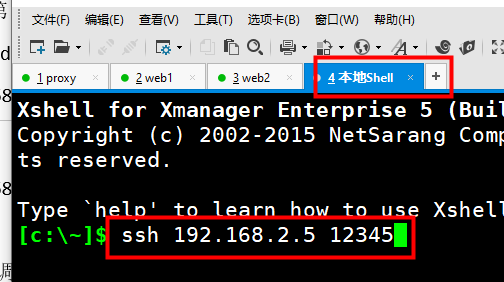 第
文件(F) 编辑(E) 查看(V) 工具(T) 选项卡(B) 窗口(W) 帮助(H)
d
1 proxy × 2 web1 × 3 web2 × 4 本地Shell × +
Xshell for Xmanager Enterprise 5 (Buil
Copyright (c) 2002-2015 NetSarang Comp
ts reserved.
Type `help' to learn how to use Xshell
[c:\~]$ ssh 192.168.2.5 12345